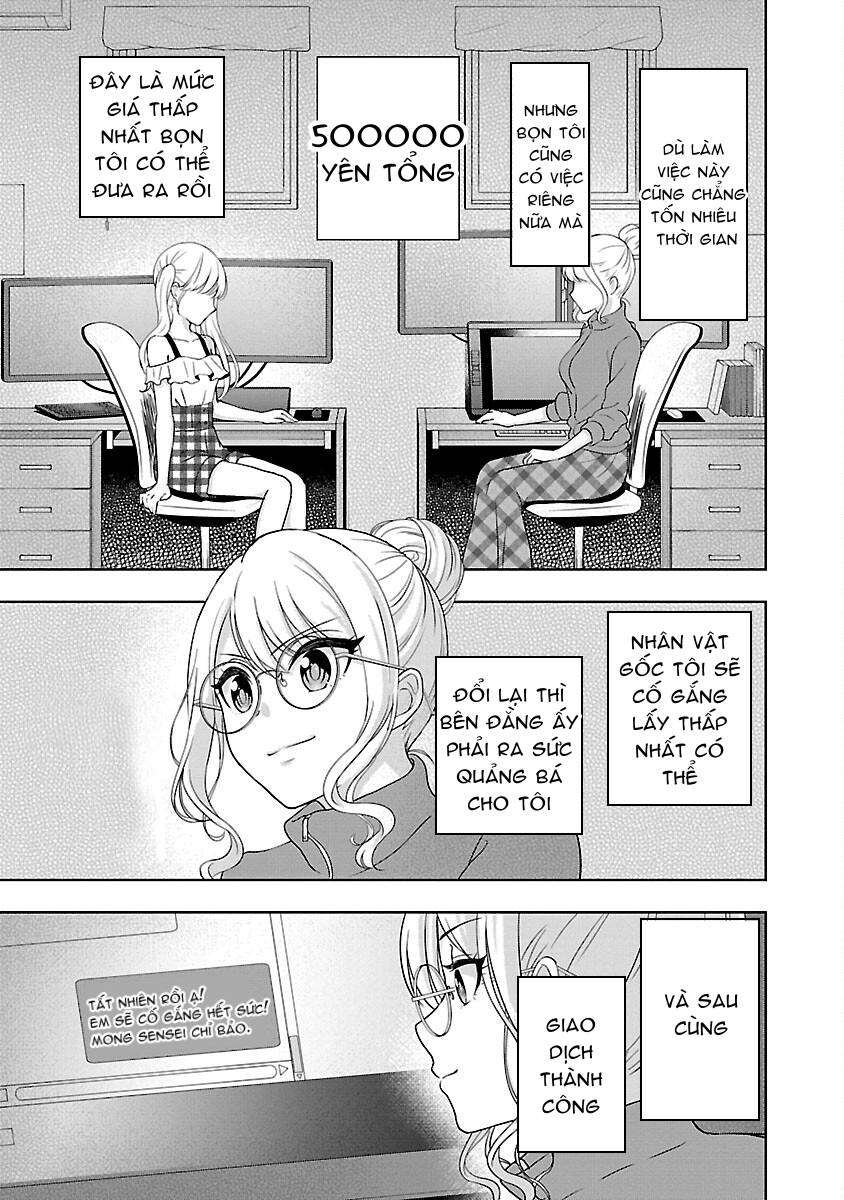 DÙ LÀM
VIỆC NÀY
CŨNG CHẲNG
TỐN NHIÊU
THỜI GIAN
NHƯNG
BỌN TÔI
CŨNG
CÓ VIỆC
RIÊNG
NỮA MÀ
500000
YÊN TỔNG
ĐÂY LÀ MỨC
GIÁ THẤP
NHẤT BỌN
TÔI CÓ THỂ
ĐƯA RA RỒI
NHÂN VẬT
GỐC TÔI SẼ
CỐ GẮNG
LẤY THẤP
NHẤT CÓ
THỂ
ĐỔI LẠI THÌ
BÊN ĐẰNG ẤY
PHẢI RA SỨC
QUẢNG BÁ
CHO TÔI
VÀ SAU
CÙNG
GIAO
DỊCH
THÀNH
CÔNG
TẤT NHIÊN RỒI Ạ!
EM SẼ CỐ GẮNG HẾT SỨC!
MONG SENSEI CHỈ BẢO.